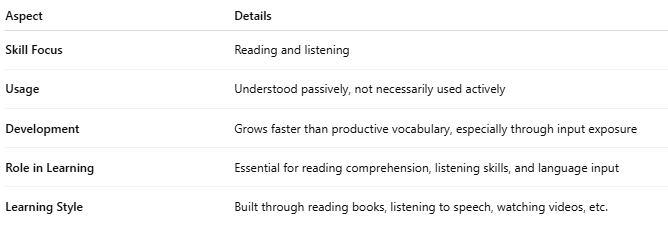 Aspect Details
Skill Focus Reading and listening
Usage Understood passively, not necessarily used actively
Development Grows faster than productive vocabulary, especially through input exposure
Role in Learning Essential for reading comprehension, listening skills, and language input
Learning Style Built through reading books, listening to speech, watching videos, etc.